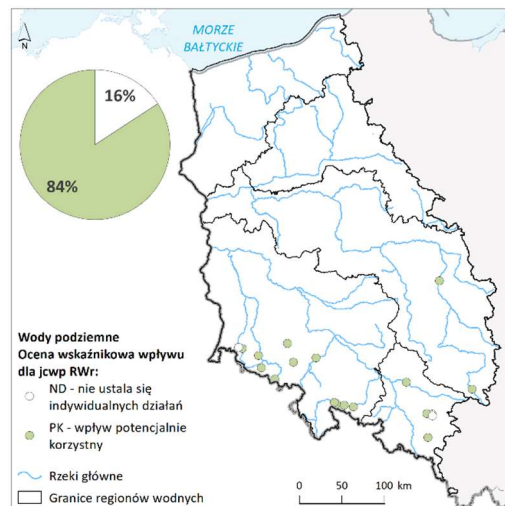 N
MORZE
BAŁTYCKIE
16%
84%
Wody podziemne
Ocena wskaźnikowa wpływu
dla jcwp RWr:
ND - nie ustala się
indywidualnych działań
PK - wpływ potencjalnie
korzystny
Rzeki główne
Granice regionów wodnych
0 50 100 km